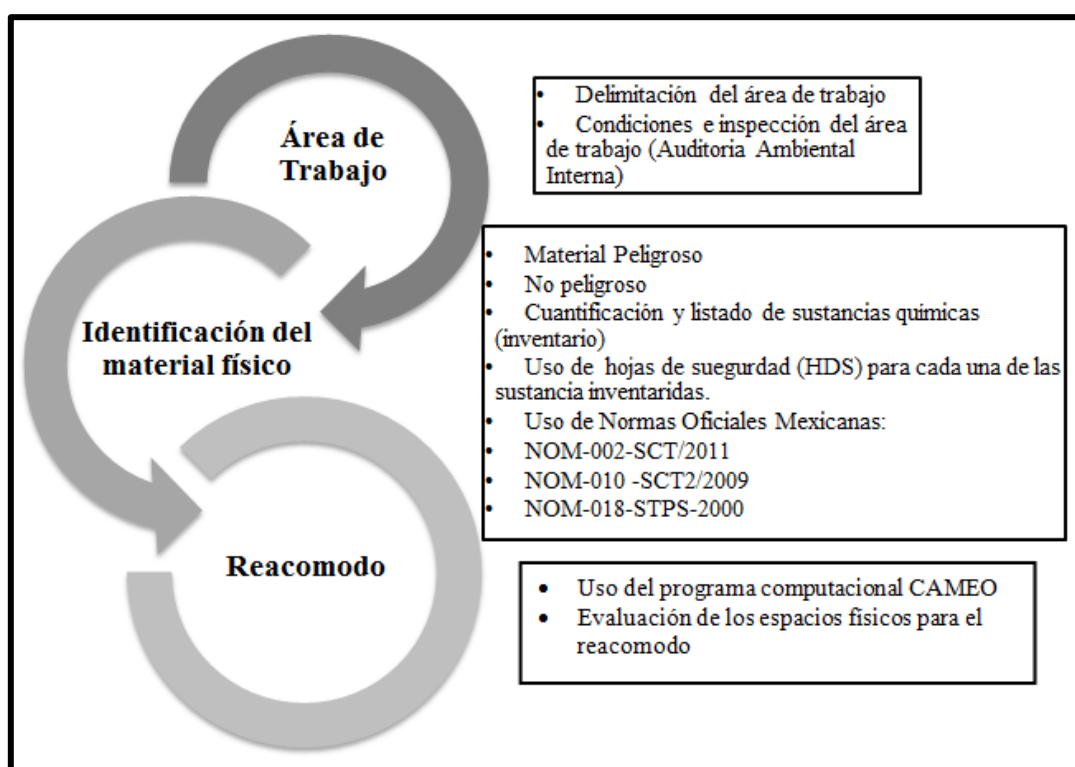 Área de
Trabajo
• Delimitación del área de trabajo
• Condiciones e inspección del área
de trabajo (Auditoria Ambiental
Interna)
Identificación del
material físico
• Material Peligroso
• No peligroso
• Cuantificación y listado de sustancias químicas
(inventario)
• Uso de hojas de suegurdad (HDS) para cada una de las
sustancia inventaridas.
• Uso de Normas Oficiales Mexicanas:
• NOM-002-SCT/2011
• NOM-010 -SCT2/2009
• NOM-018-STPS-2000
Reacomodo
• Uso del programa computacional CAMEO
• Evaluación de los espacios físicos para el
reacomodo